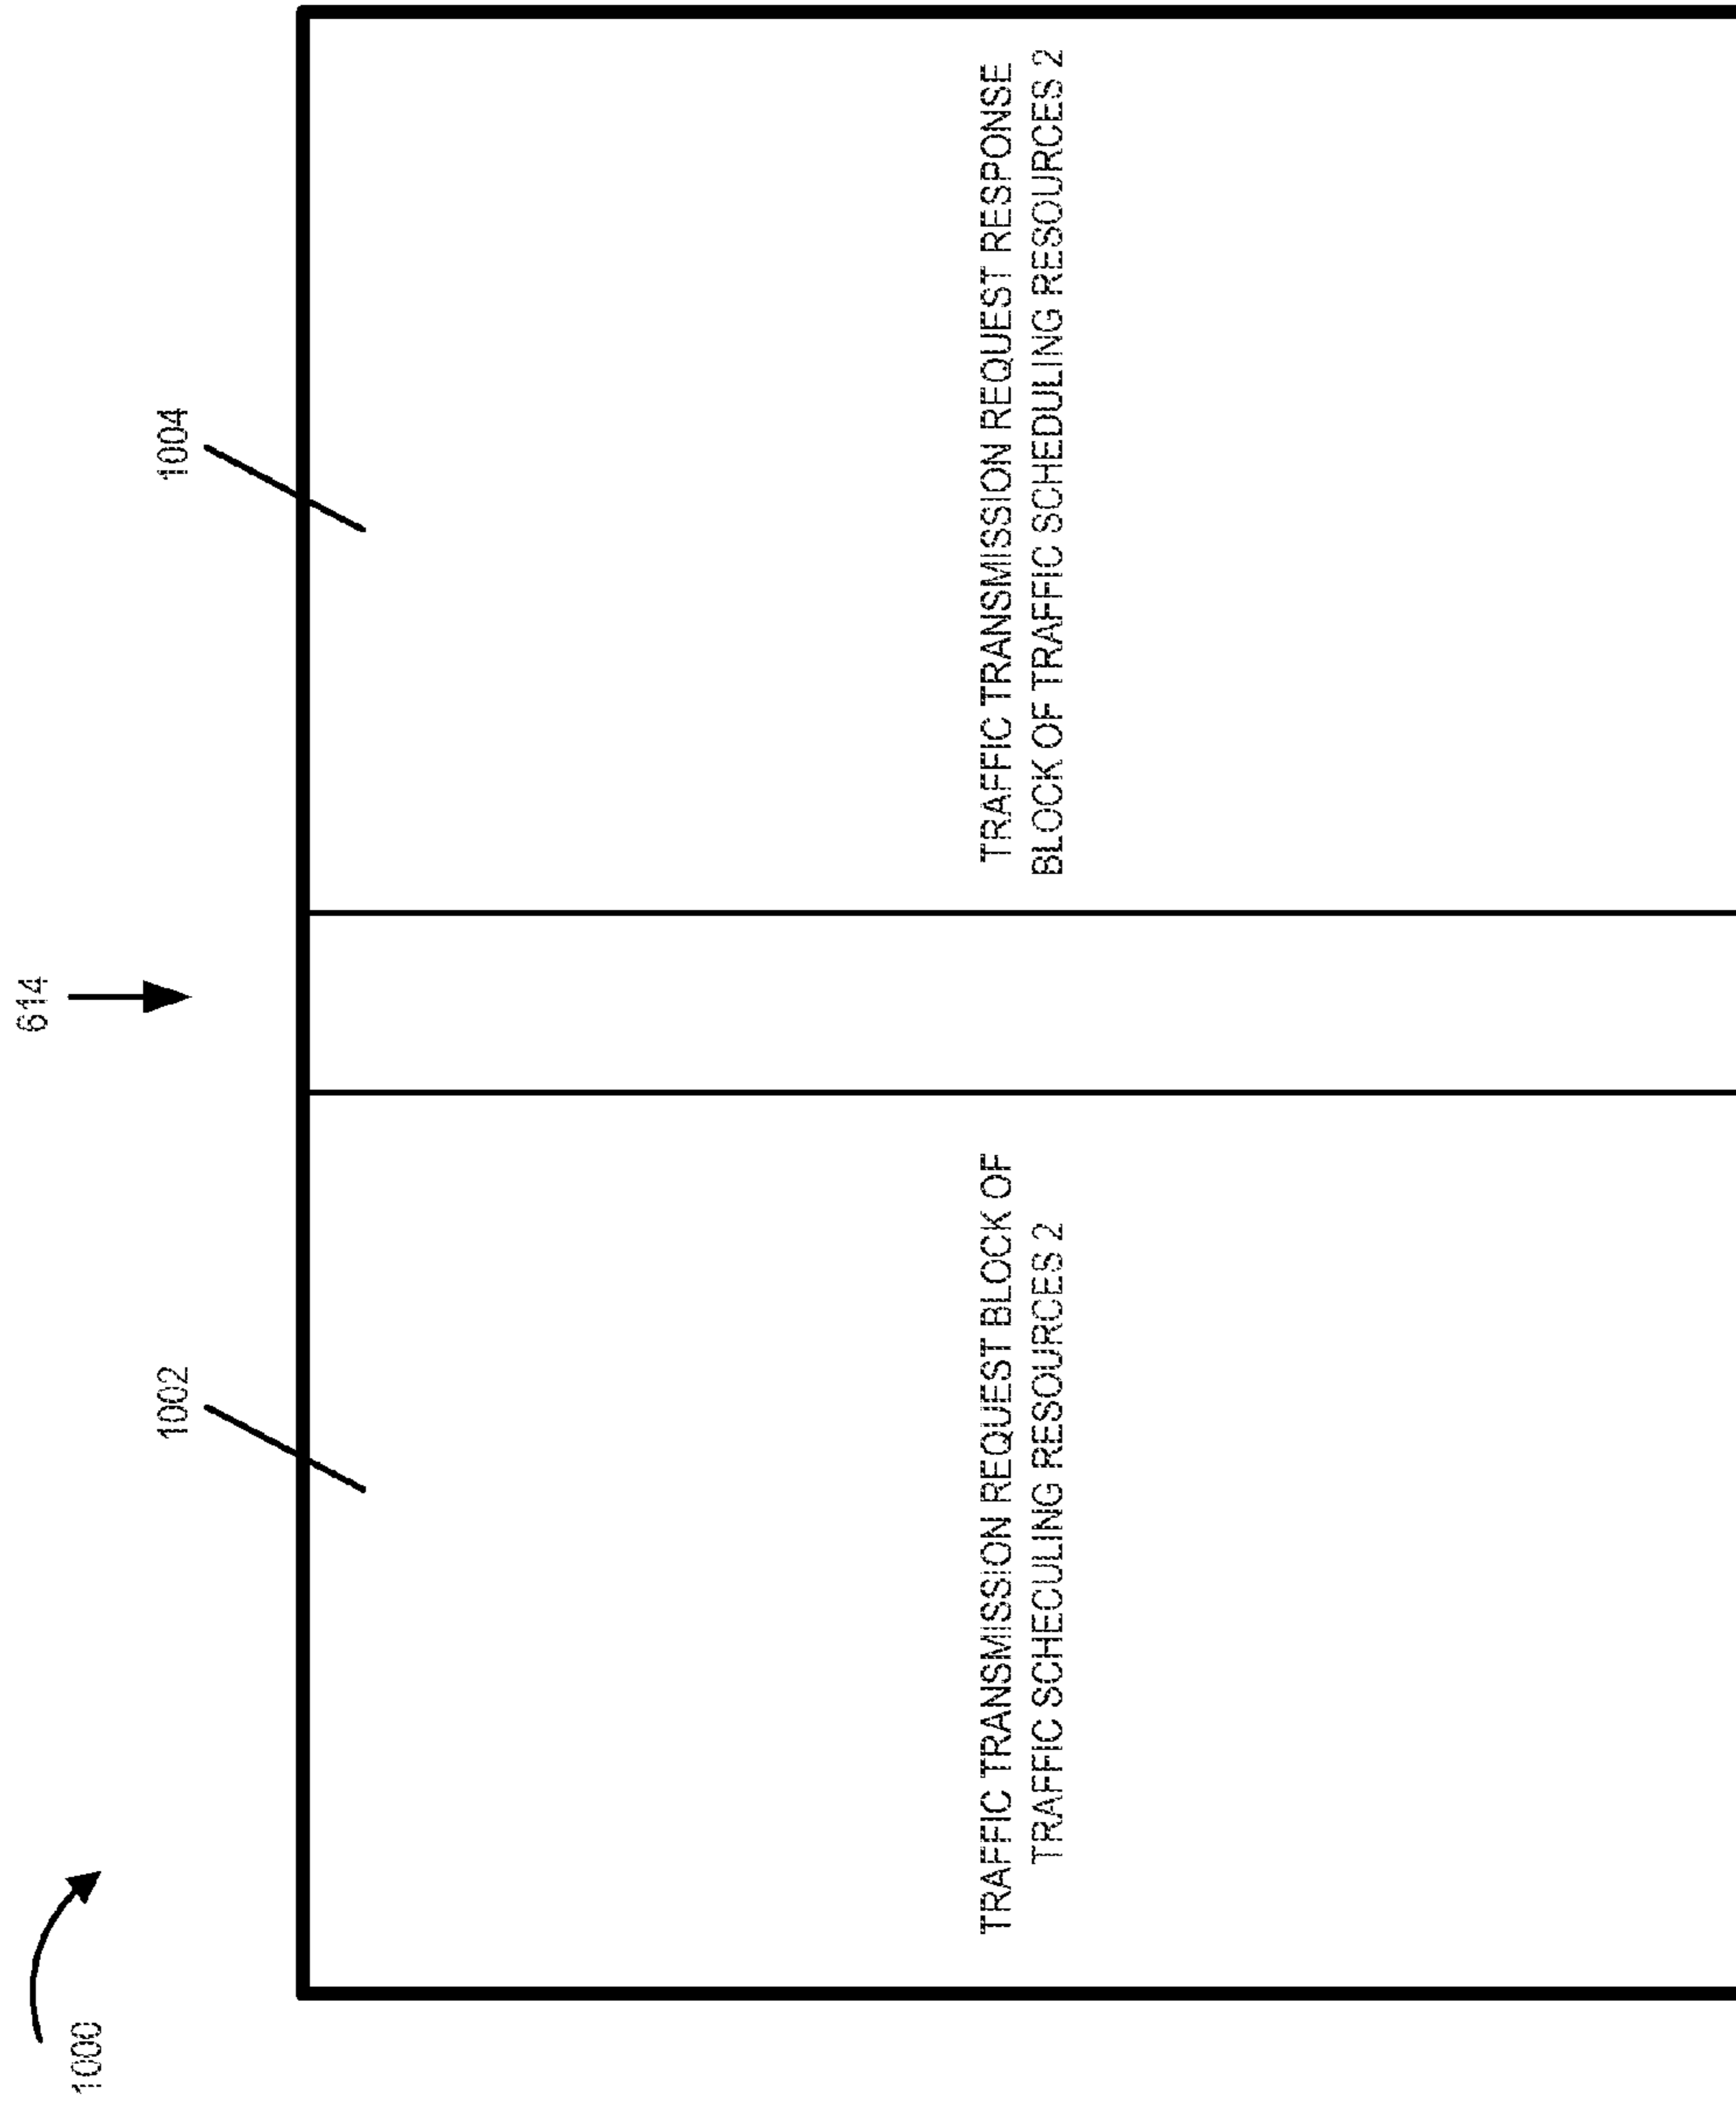 614
1000
1002
1004
TRAFFIC TRANSMISSION REQUEST BLOCK OF
TRAFFIC SCHECULING RESOURCES 2
TRAFFIC TRANSMISSION REQUEST RESPONSE
BLOCK OF TRAFFIC SCHEDULING RESOURCES 2